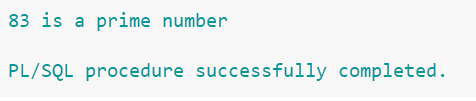 83 is a prime number
PL/SQL procedure successfully completed.